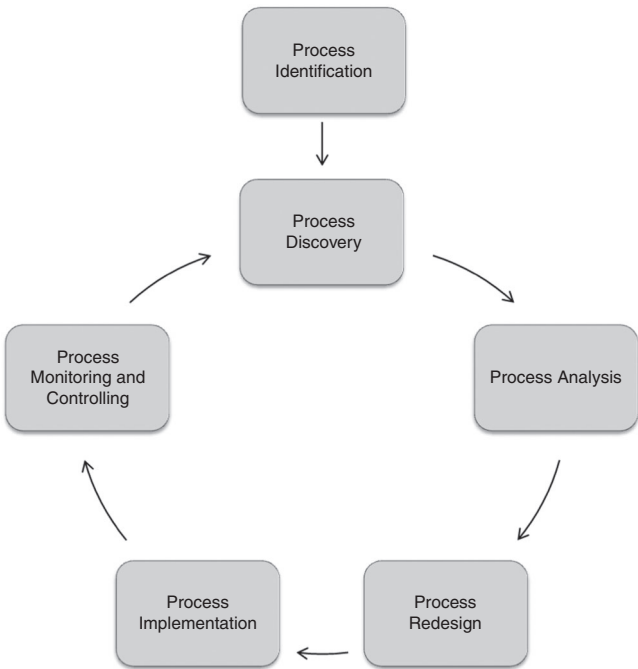 Process
Identification
Process
Discovery
Process Analysis
Process
Redesign
Process
Implementation
Process
Monitoring and
Controlling